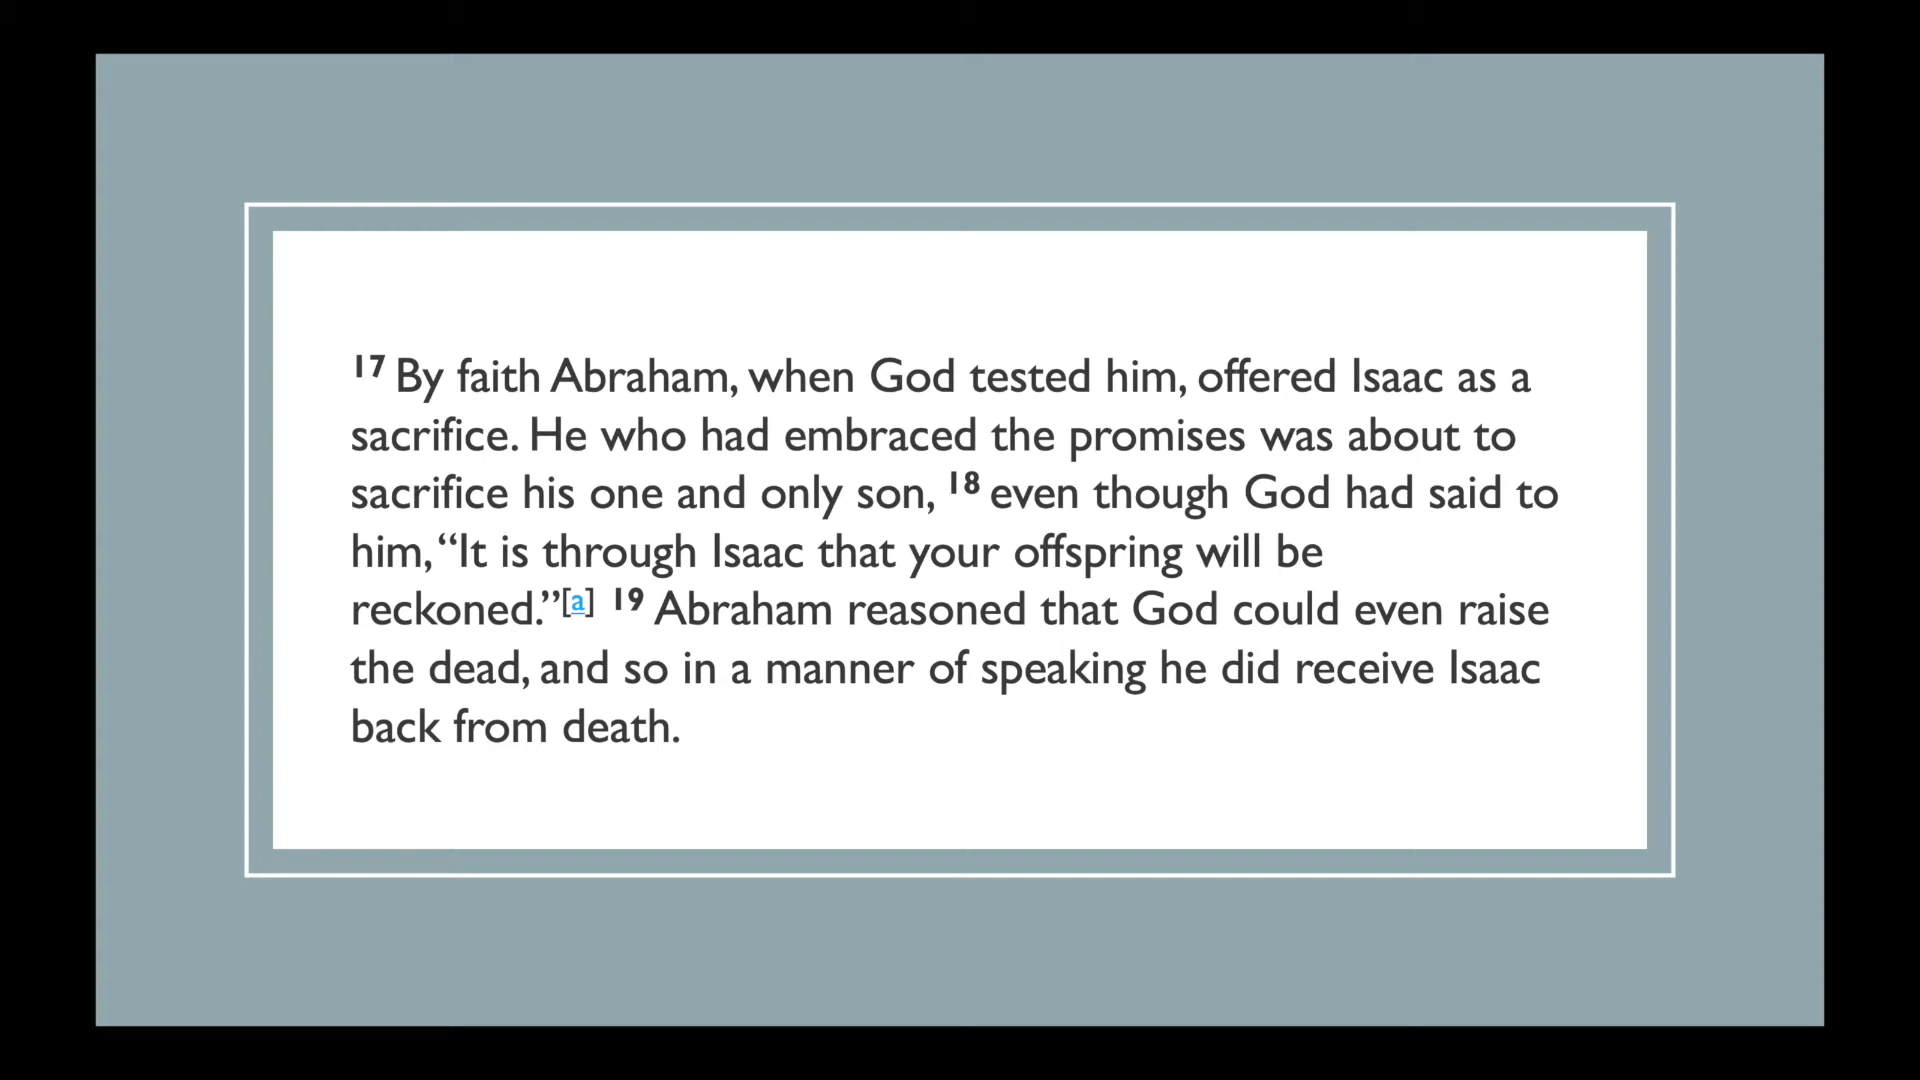 17 By faith Abraham, when God tested him, offered Isaac as a
sacrifice. He who had embraced the promises was about to
sacrifice his one and only son, 18 even though God had said to
him, “It is through Isaac that your offspring will be
reckoned.”[a] 19 Abraham reasoned that God could even raise
the dead, and so in a manner of speaking he did receive Isaac
back from death.